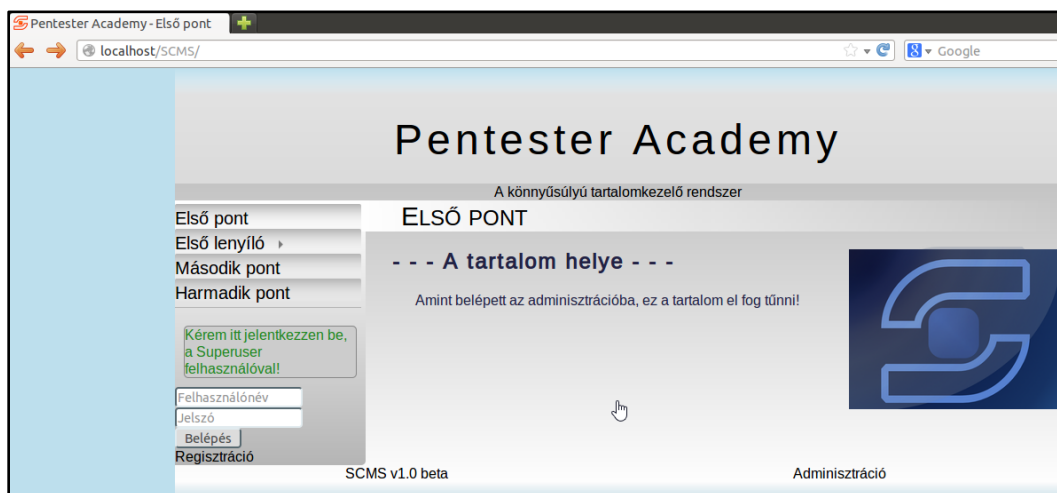 Pentester Academy - Első pont
localhost/SCMS/
Google
Pentester Academy
A könnyűsúlyú tartalomkezelő rendszer
Első pont
Első lenyíló
Második pont
Harmadik pont
Kérem itt jelentkezzen be,
a Superuser
felhasználóval!
Felhasználónév
Jelszó
Belépés
Regisztráció
ELSŐ PONT
- - - A tartalom helye - - -
Amint belépett az adminisztrációba, ez a tartalom el fog tűnni!
SCMS v1.0 beta
Adminisztráció